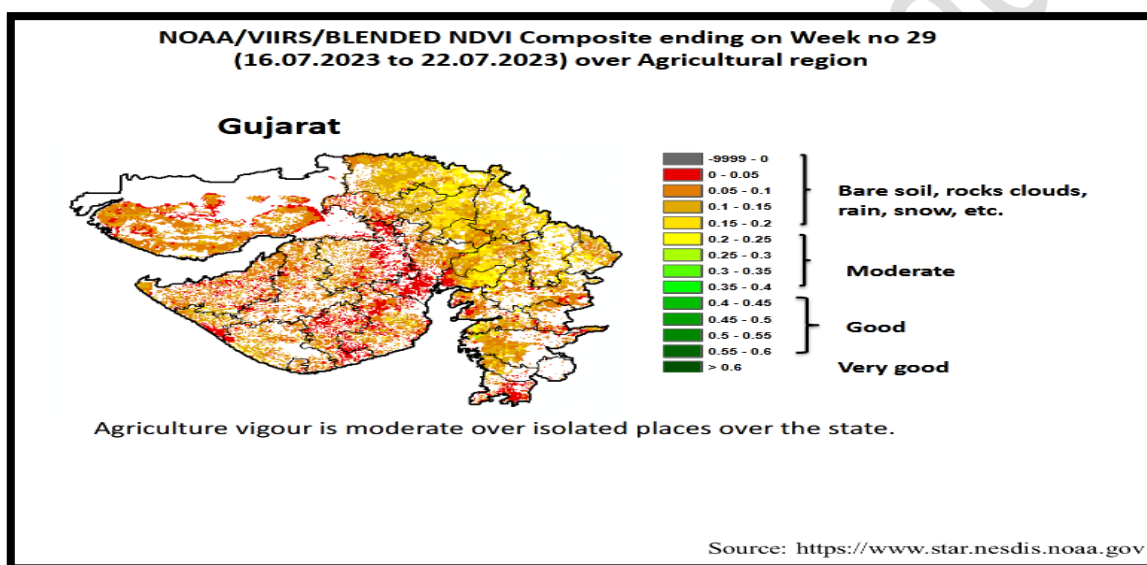 NOAA/VIIRS/BLENDED NDVI Composite ending on Week no 29
(16.07.2023 to 22.07.2023) over Agricultural region
Gujarat
-9999 - 0
0 - 0.05
0.05 - 0.1
0.1 - 0.15
0.15 - 0.2
0.2 - 0.25
0.25 - 0.3
0.3 - 0.35
0.35 - 0.4
0.4 - 0.45
0.45 - 0.5
0.5 - 0.55
0.55 - 0.6
> 0.6
Bare soil, rocks clouds,
rain, snow, etc.
Moderate
Good
Very good
Agriculture vigour is moderate over isolated places over the state.
Source: https://www.star.nesdis.noaa.gov